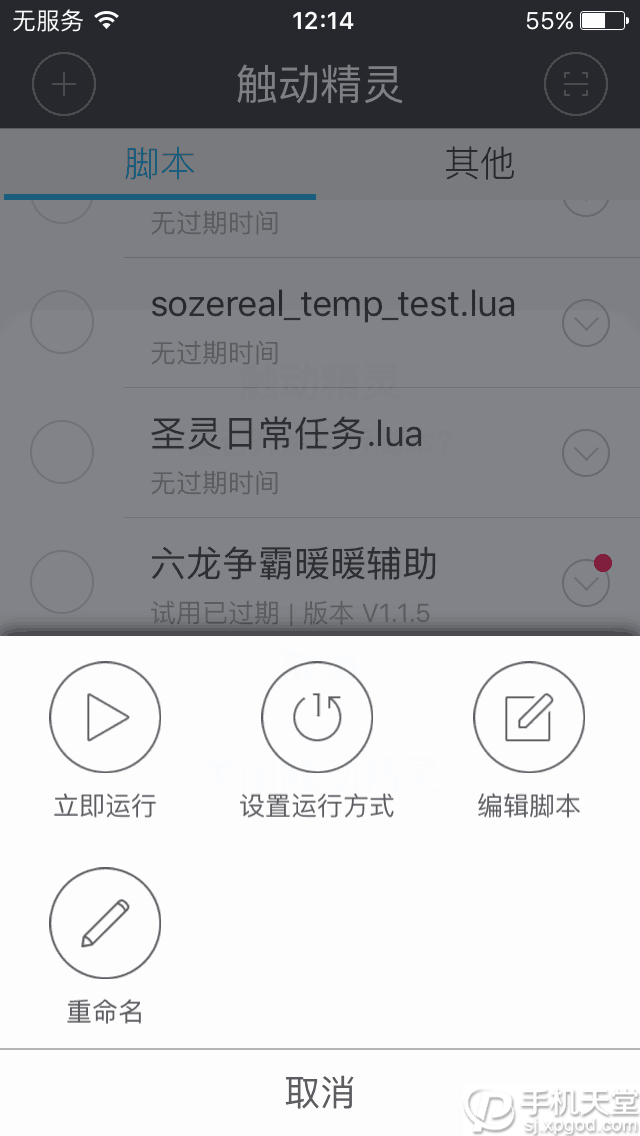 无服务 12:14 55%
触动精灵
脚本 其他
无过期时间
sozereal_temp_test.lua
无过期时间
触动精灵
圣灵日常任务.lua
无过期时间
六龙争霸暖暖辅助
试用已过期 | 版本 V1.1.5
立即运行 设置运行方式 编辑脚本
重命名
取消
手机天堂
sj.xpgod.com